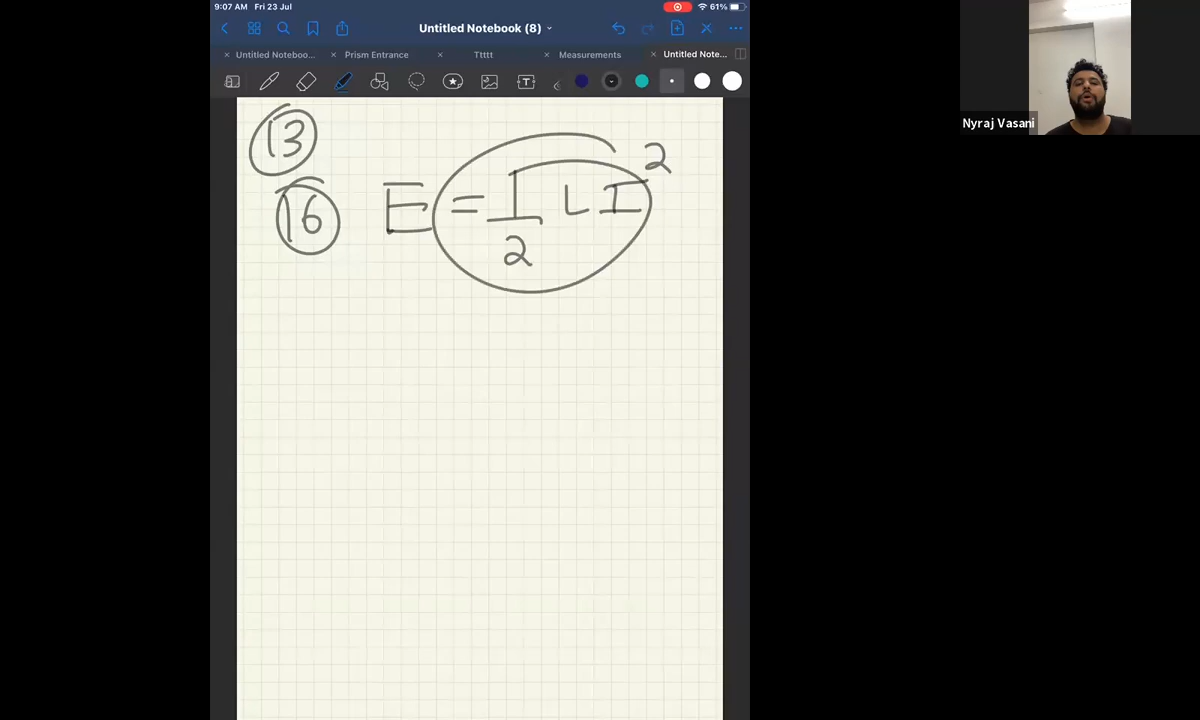 9:07 AM Fri 23 Jul
61%
Untitled Notebook (8)
Untitled Noteboo...
Prism Entrance
Ttttt
Measurements
Untitled Note...
T
Nyraj Vasani
13
16 E = 1/2 L I²